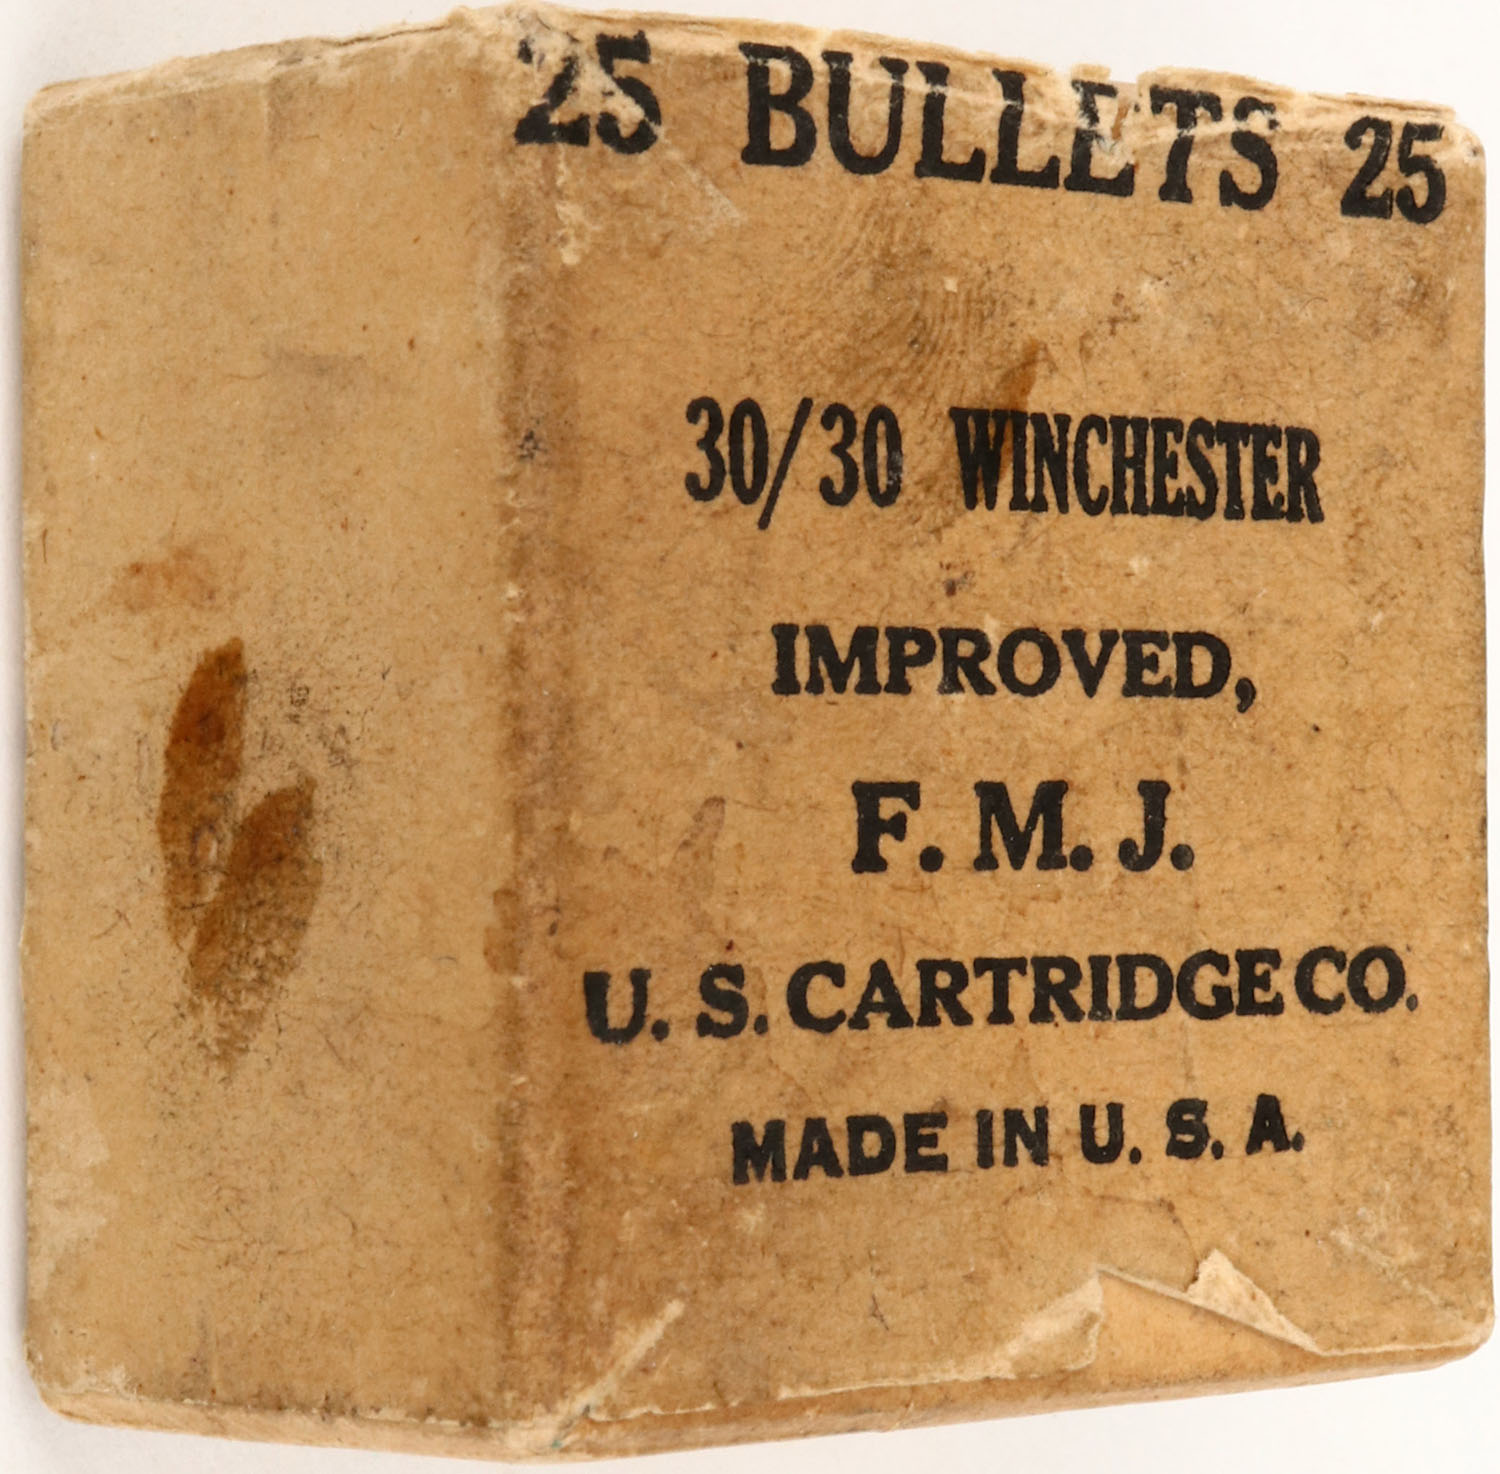 25 BULLETS 25
30/30 WINCHESTER
IMPROVED,
F. M. J.
U. S. CARTRIDGE CO.
MADE IN U. S. A.